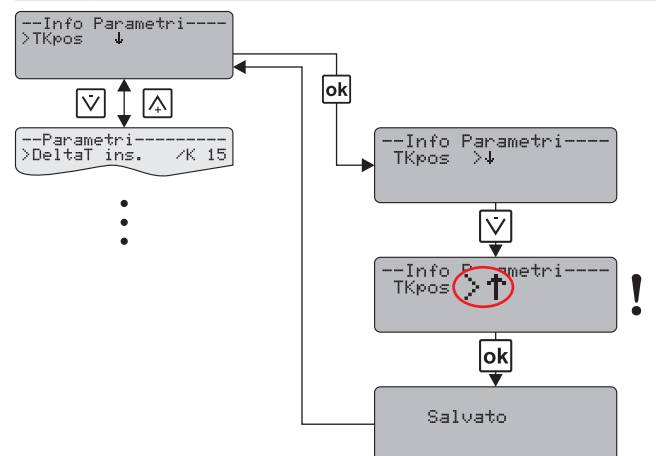 --Info Parametri----
>TKpos ↓
ok
--Parametri---------
>DeltaT ins. /K 15
--Info Parametri----
TKpos >↓
--Info Parametri----
TKpos >↑
!
ok
Salvato